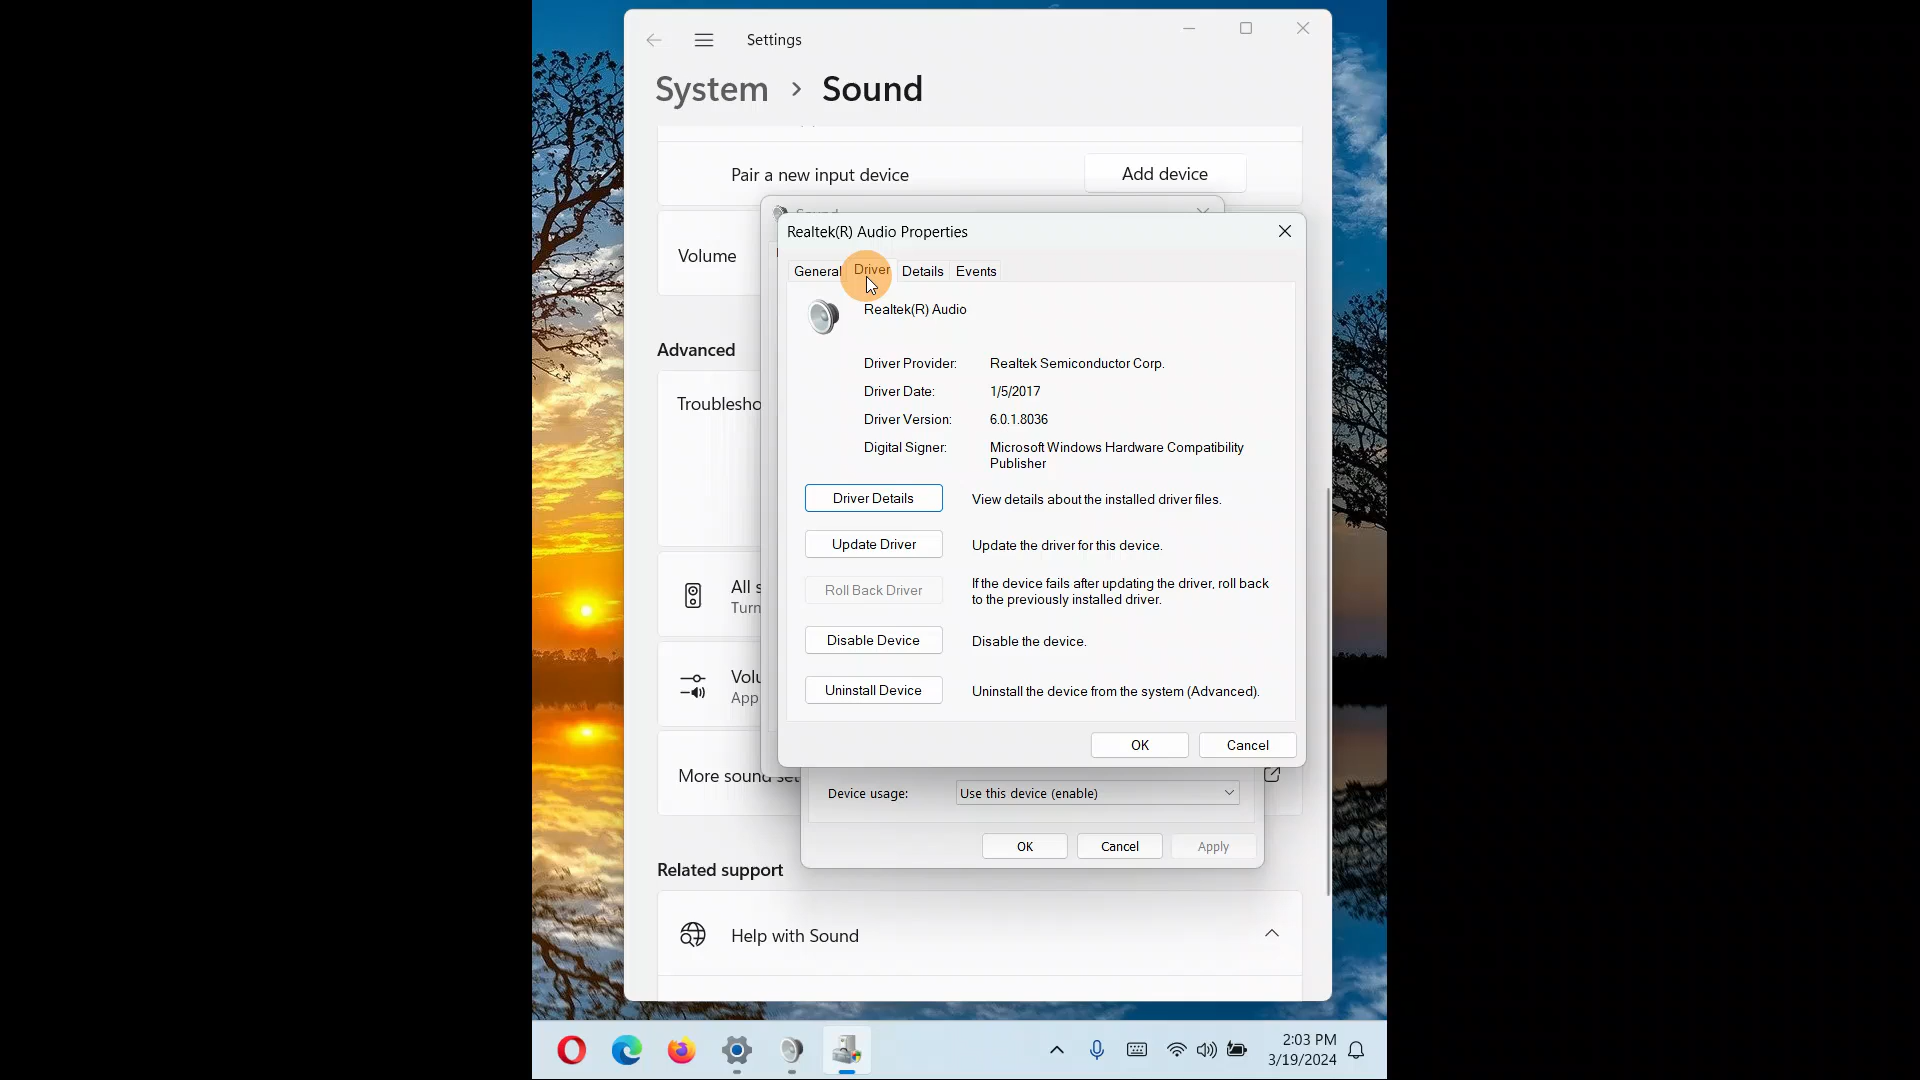 Settings
System > Sound
Pair a new input device
Add device
Sound
Volume
Realtek(R) Audio Properties
General
Driver
Details
Events
Realtek(R) Audio
Driver Provider: Realtek Semiconductor Corp.
Driver Date: 1/5/2017
Driver Version: 6.0.1.8036
Digital Signer: Microsoft Windows Hardware Compatibility
Publisher
Driver Details
View details about the installed driver files.
Update Driver
Update the driver for this device.
Roll Back Driver
If the device fails after updating the driver, roll back
to the previously installed driver.
Disable Device
Disable the device.
Uninstall Device
Uninstall the device from the system (Advanced).
OK
Cancel
Advanced
Troublesho
All s
Turn
Volu
App
More sound set
Device usage:
Use this device (enable)
OK
Cancel
Apply
Related support
Help with Sound
2:03 PM
3/19/2024